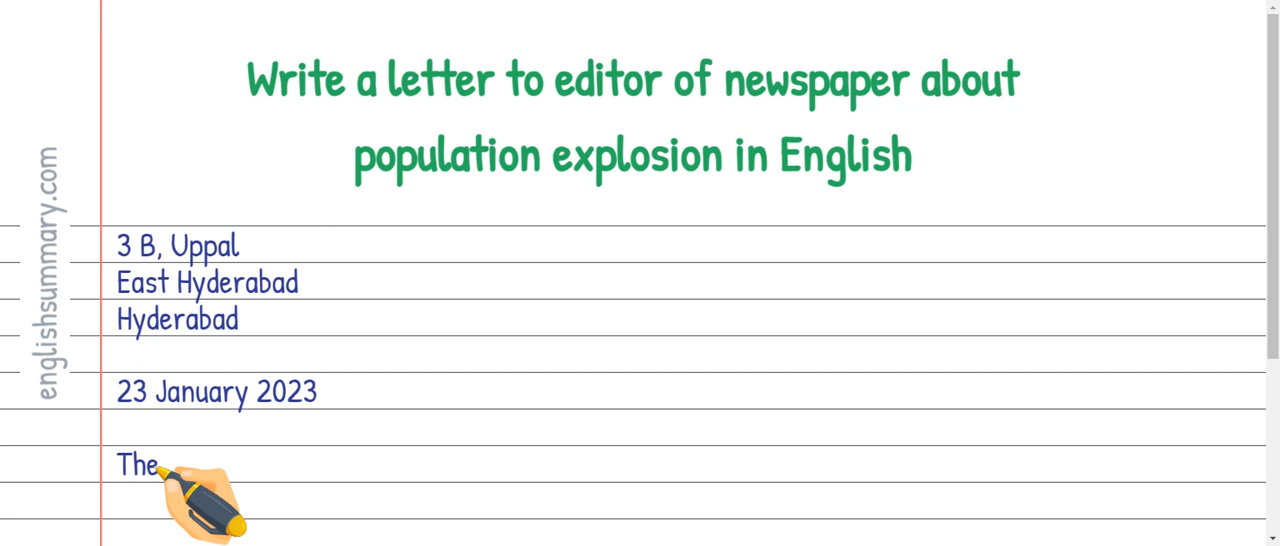 Write a letter to editor of newspaper about
population explosion in English
englishsummary.com
3 B, Uppal
East Hyderabad
Hyderabad
23 January 2023
The